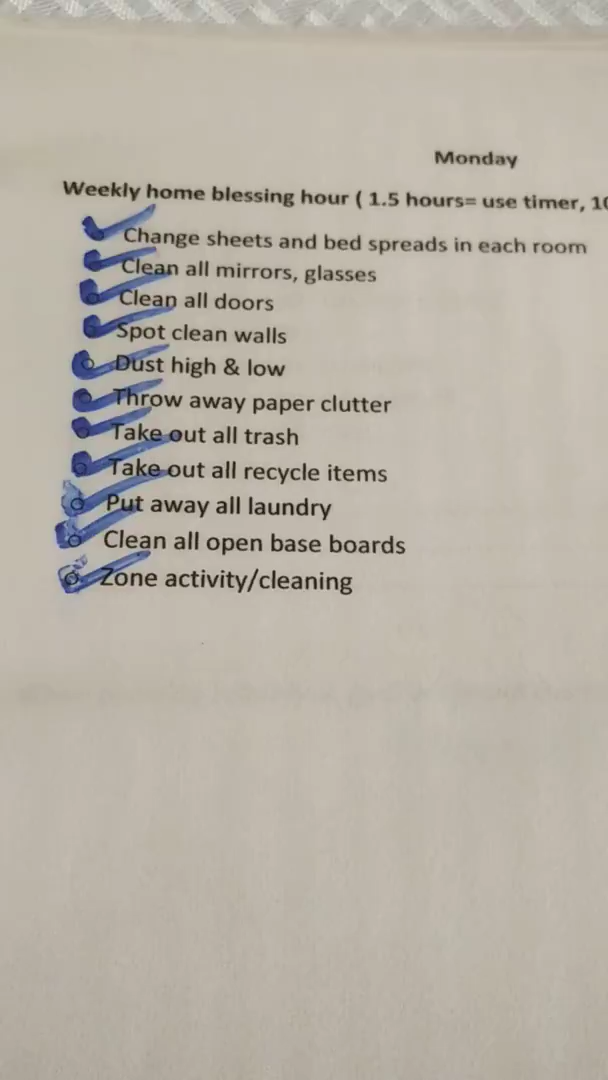 Monday
Weekly home blessing hour ( 1.5 hours= use timer,
Change sheets and bed spreads in each room
Clean all mirrors, glasses
Clean all doors
Spot clean walls
Dust high & low
Throw away paper clutter
Take out all trash
Take out all recycle items
Put away all laundry
Clean all open base boards
Zone activity/cleaning